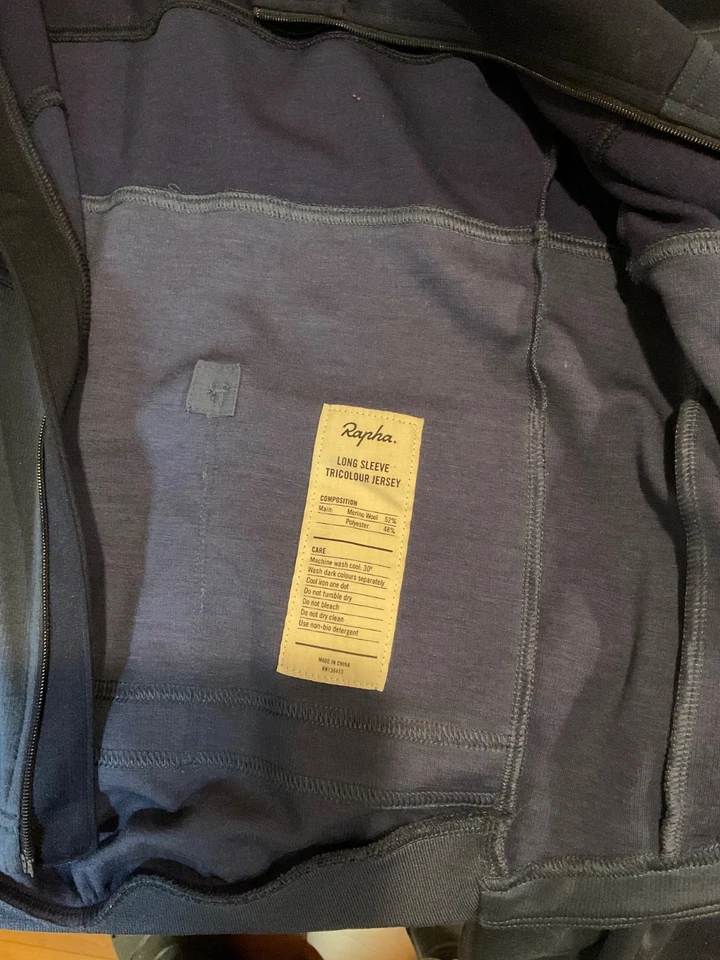 Rapha.
LONG SLEEVE
TRICOLOUR JERSEY
COMPOSITION
Main: Merino Wool 52%
Polyester 48%
CARE
Machine wash cool. 30°
Wash dark colours separately
Cool iron one dot
Do not tumble dry
Do not bleach
Do not dry clean
Use non-bio detergent
MADE IN CHINA